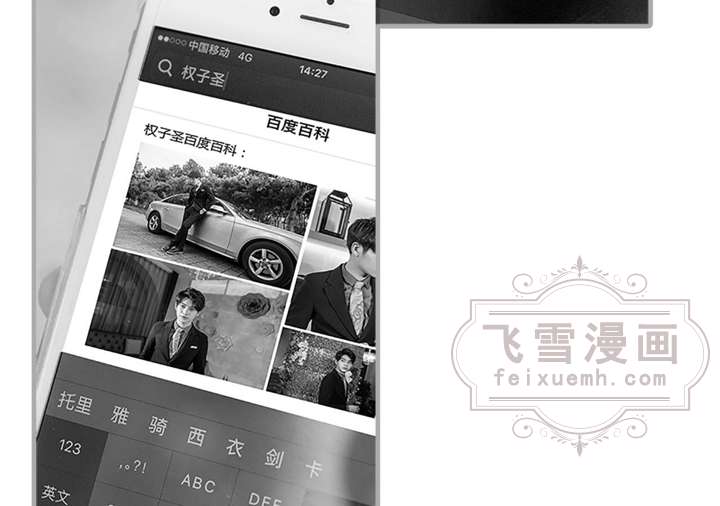 中国移动 4G 14:27
权子圣
百度百科
权子圣百度百科：
托里 雅 骑 西 衣 剑 卡
123 ,。?! ABC DEF
英文
飞雪漫画
feixuemh.com